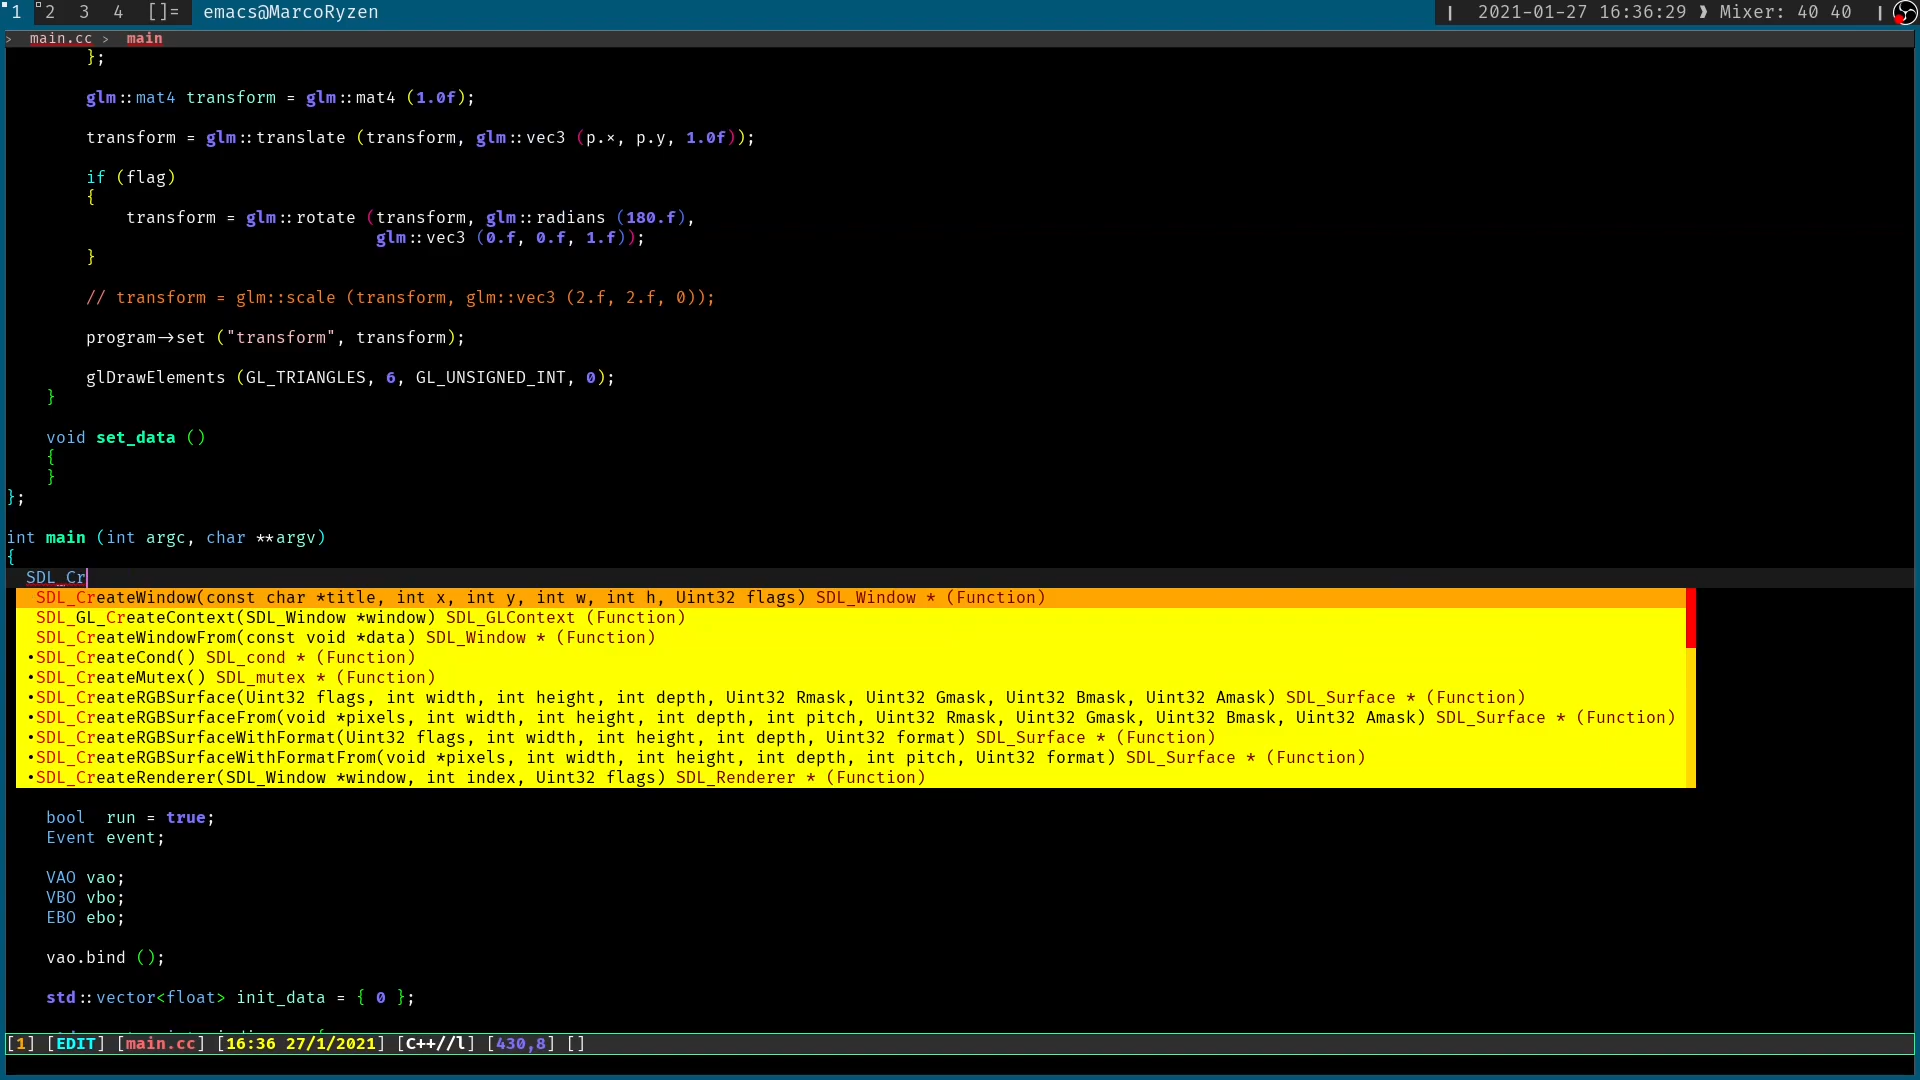 1 2 3 4 []= emacs@MarcoRyzen | 2021-01-27 16:36:29 ❱ Mixer: 40 40 |
> main.cc > main
};
glm::mat4 transform = glm::mat4 (1.0f);
transform = glm::translate (transform, glm::vec3 (p.×, p.y, 1.0f));
if (flag)
{
transform = glm::rotate (transform, glm::radians (180.f),
glm::vec3 (0.f, 0.f, 1.f));
}
// transform = glm::scale (transform, glm::vec3 (2.f, 2.f, 0));
program->set ("transform", transform);
glDrawElements (GL_TRIANGLES, 6, GL_UNSIGNED_INT, 0);
}
void set_data ()
{
}
};
int main (int argc, char **argv)
{
SDL_Cr
SDL_CreateWindow(const char *title, int x, int y, int w, int h, Uint32 flags) SDL_Window * (Function)
SDL_GL_CreateContext(SDL_Window *window) SDL_GLContext (Function)
SDL_CreateWindowFrom(const void *data) SDL_Window * (Function)
•SDL_CreateCond() SDL_cond * (Function)
•SDL_CreateMutex() SDL_mutex * (Function)
•SDL_CreateRGBSurface(Uint32 flags, int width, int height, int depth, Uint32 Rmask, Uint32 Gmask, Uint32 Bmask, Uint32 Amask) SDL_Surface * (Function)
•SDL_CreateRGBSurfaceFrom(void *pixels, int width, int height, int depth, int pitch, Uint32 Rmask, Uint32 Gmask, Uint32 Bmask, Uint32 Amask) SDL_Surface * (Function)
•SDL_CreateRGBSurfaceWithFormat(Uint32 flags, int width, int height, int depth, Uint32 format) SDL_Surface * (Function)
•SDL_CreateRGBSurfaceWithFormatFrom(void *pixels, int width, int height, int depth, int pitch, Uint32 format) SDL_Surface * (Function)
•SDL_CreateRenderer(SDL_Window *window, int index, Uint32 flags) SDL_Renderer * (Function)
bool run = true;
Event event;
VAO vao;
VBO vbo;
EBO ebo;
vao.bind ();
std::vector<float> init_data = { 0 };
[1] [EDIT] [main.cc] [16:36 27/1/2021] [C++//l] [430,8] []